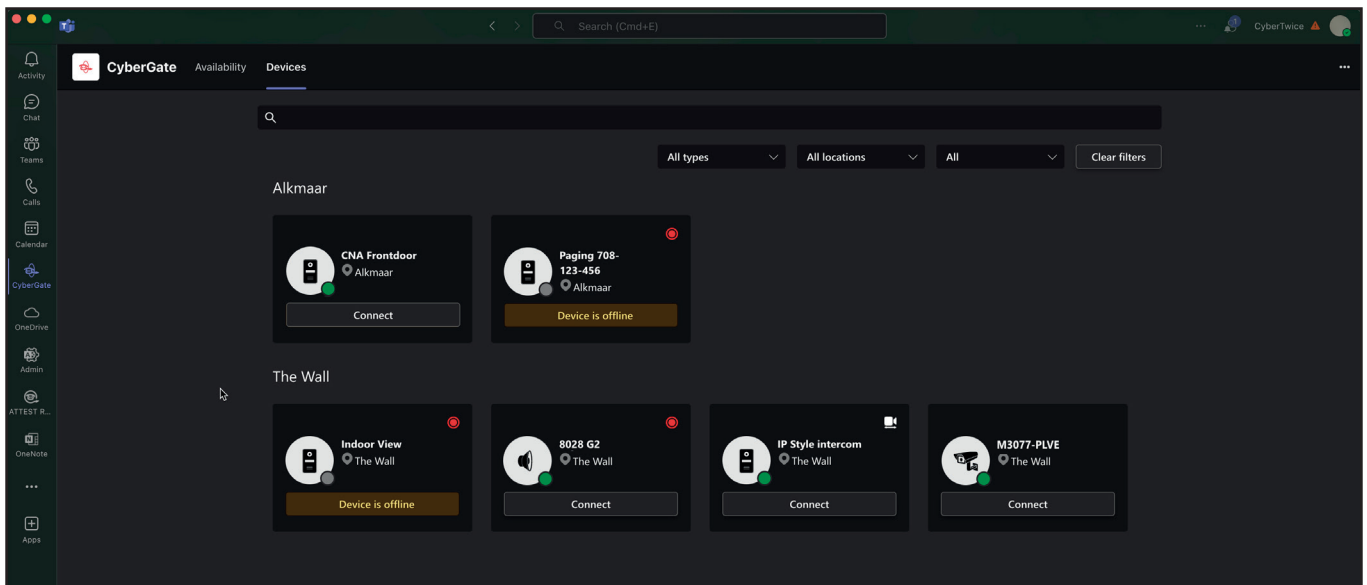 Search (Cmd+E)
CyberTwice
Activity
Chat
Teams
Calls
Calendar
CyberGate
OneDrive
Admin
ATTEST R...
OneNote
Apps
CyberGate
Availability
Devices
All types
All locations
All
Clear filters
Alkmaar
CNA Frontdoor
Alkmaar
Connect
Paging 708-
123-456
Alkmaar
Device is offline
The Wall
Indoor View
The Wall
Device is offline
8028 G2
The Wall
Connect
IP Style intercom
The Wall
Connect
M3077-PLVE
The Wall
Connect